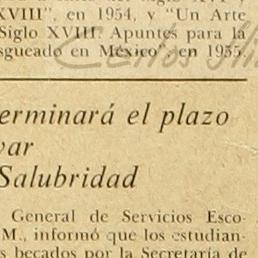 XVIII", en 1954, y "Un Arte
Siglo XVIII. Apuntes para la
sgueado en México", en 1955.
erminará el plazo
var
Salubridad
General de Servicios Esco-
M., informó que los estudian-
s becados por la Secretaría de